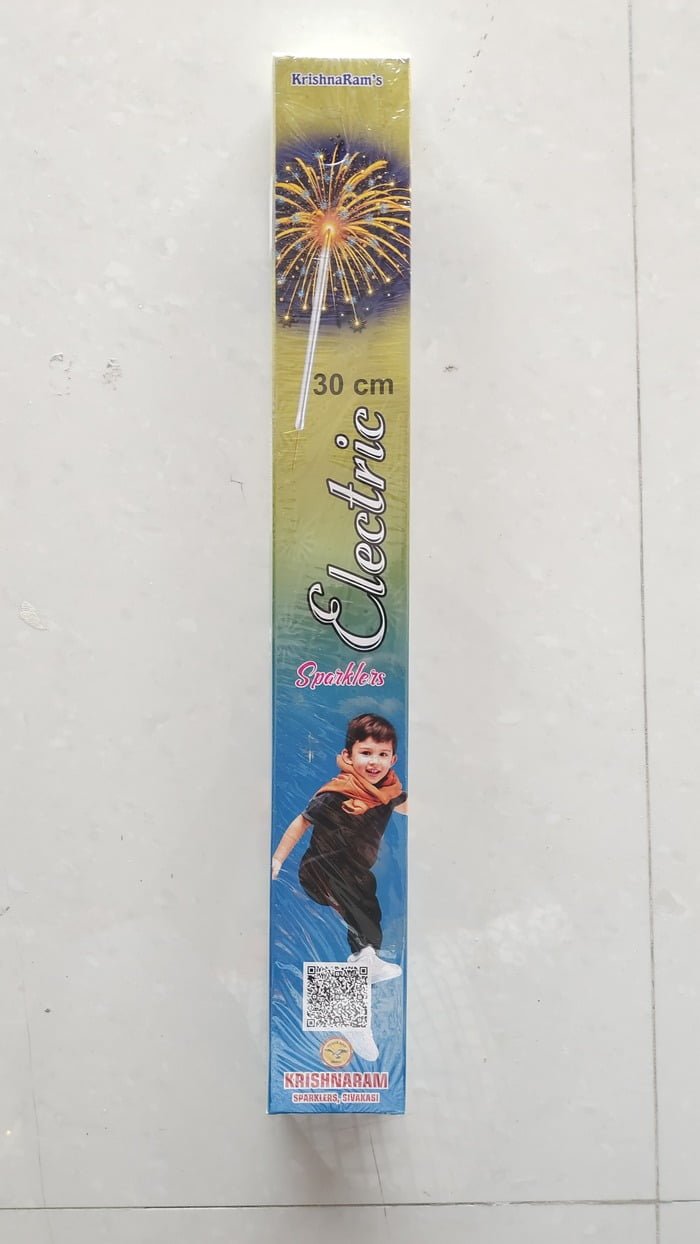 KrishnaRam's
30 cm
Electric
Sparklers
KRISHNARAM
SPARKLERS, SIVAKASI